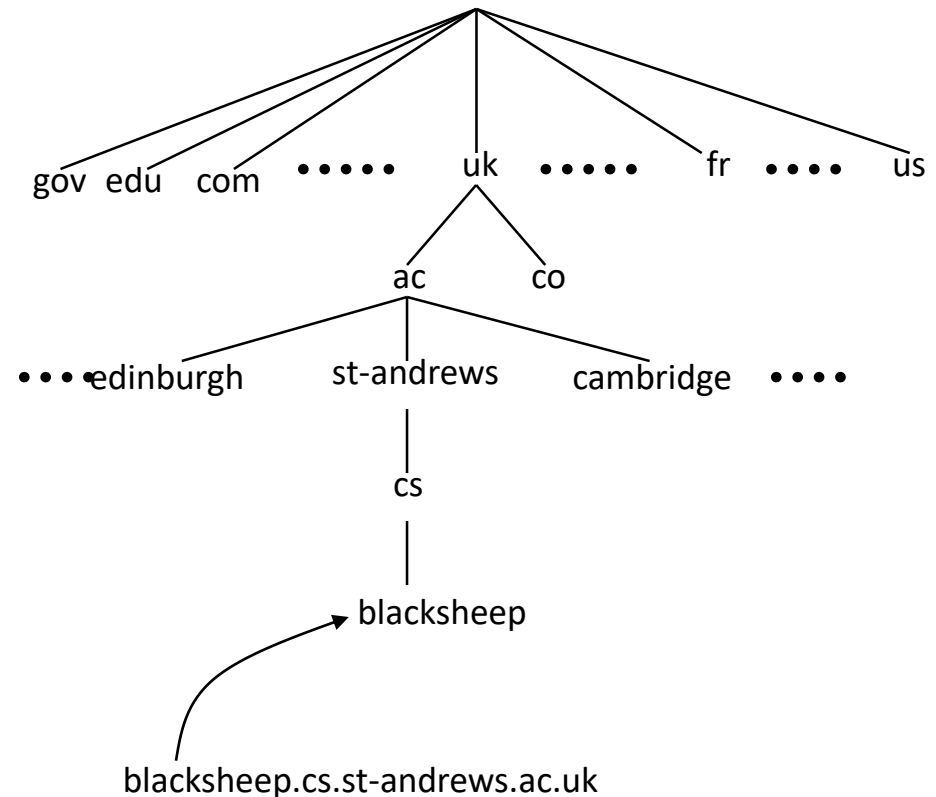 gov edu com ••••• uk ••••• fr •••• us
ac co
••••edinburgh st-andrews cambridge ••••
cs
blacksheep
blacksheep.cs.st-andrews.ac.uk